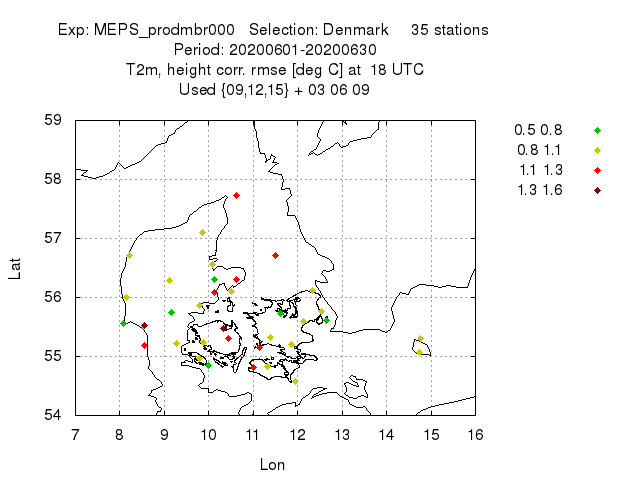 Exp: MEPS_prodmbr000 Selection: Denmark 35 stations
Period: 20200601-20200630
T2m, height corr. rmse [deg C] at 18 UTC
Used {09,12,15} + 03 06 09
59
58
57
56
55
54
Lat
7 8 9 10 11 12 13 14 15 16
Lon
0.5 0.8
0.8 1.1
1.1 1.3
1.3 1.6